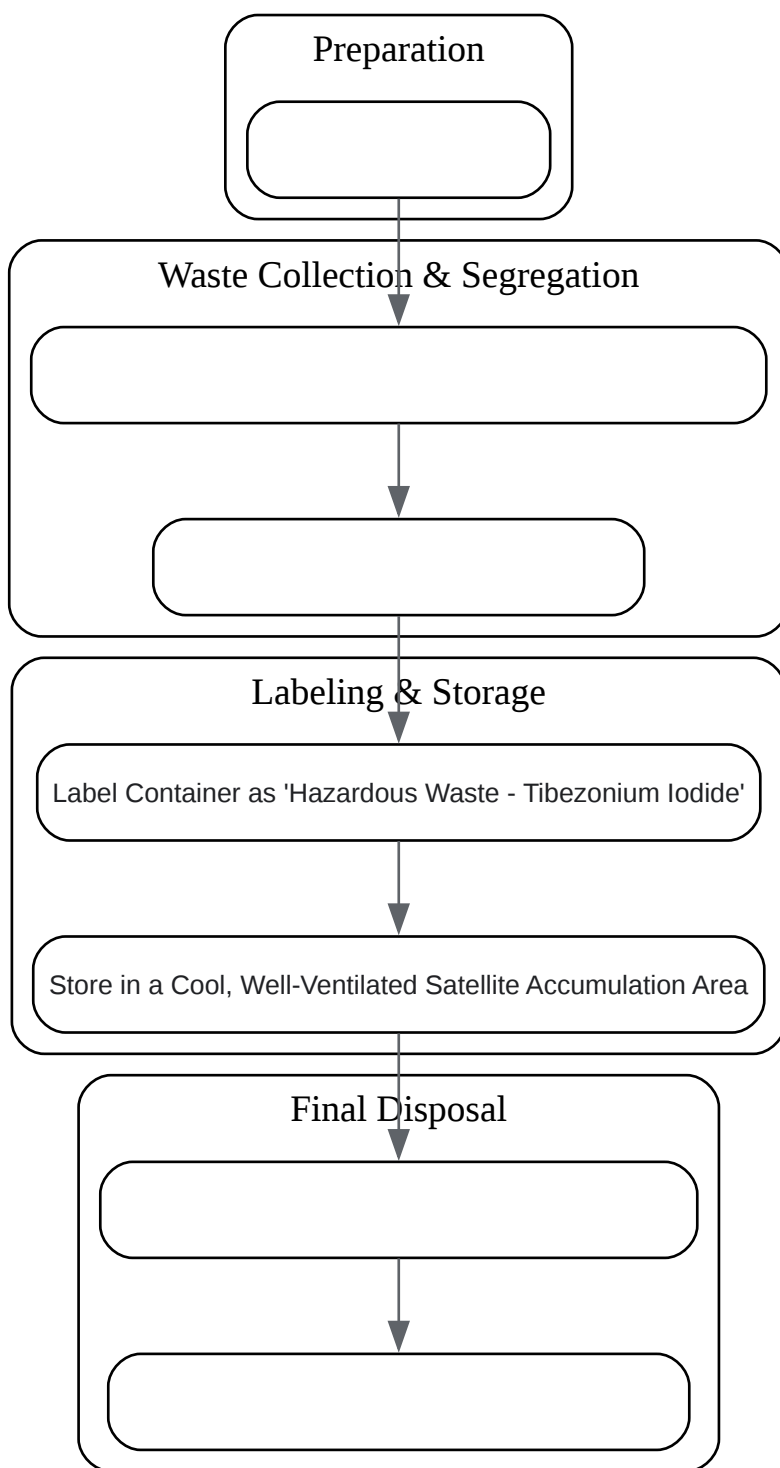 Preparation
Waste Collection & Segregation
Labeling & Storage
Label Container as 'Hazardous Waste - Tibezonium Iodide'
Store in a Cool, Well-Ventilated Satellite Accumulation Area
Final Disposal